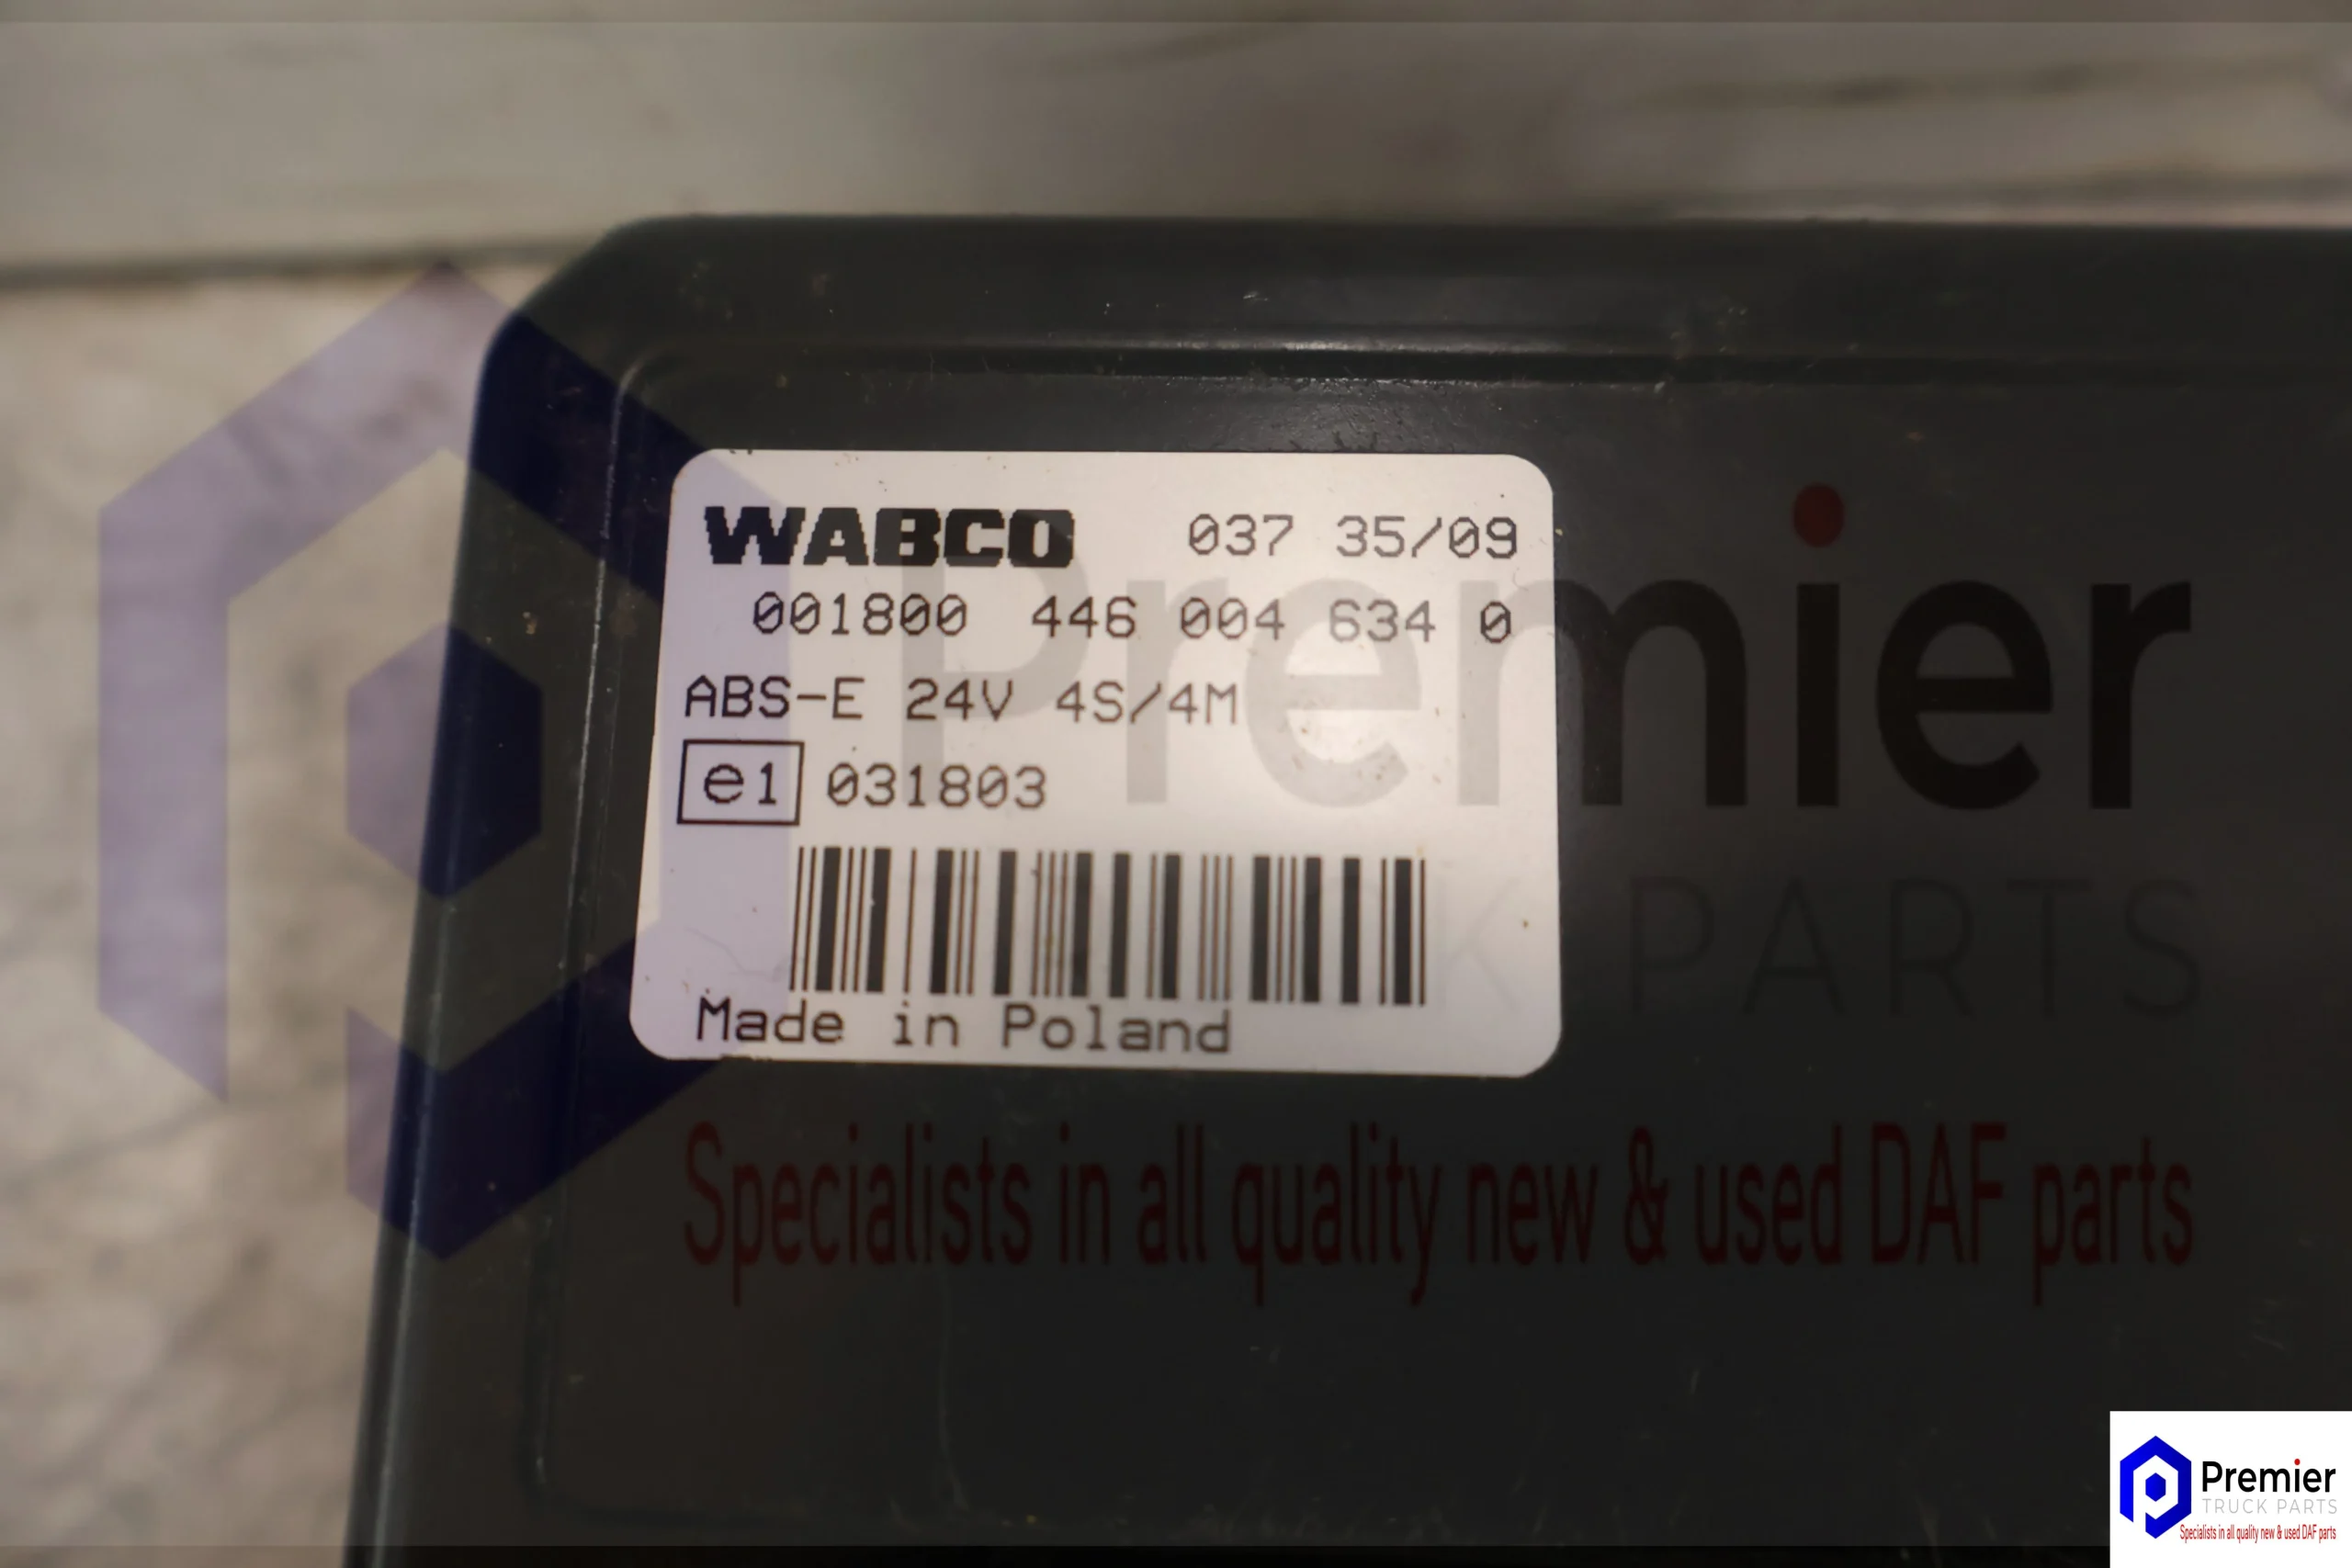 WABCO 037 35/09
001800 446 004 634 0
ABS-E 24V 4S/4M
e1 031803
Made in Poland
Premier
TRUCK PARTS
Specialists in all quality new & used DAF parts
Premier
TRUCK PARTS
Specialists in all quality new & used DAF parts